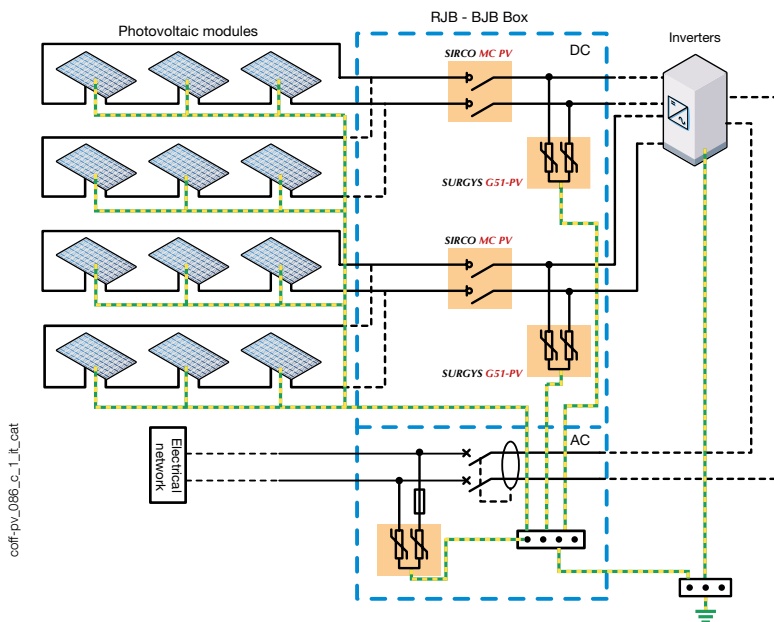 RJB - BJB Box
Photovoltaic modules
SIRCO MC PV
DC
Inverters
SURGYS G51-PV
SIRCO MC PV
SURGYS G51-PV
AC
Electrical
network
coff-pv_086_c_1_it_cat